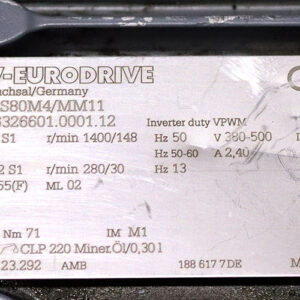 -EURODRIVE
uchsal/Germany
S80M4/MM11
326601.0001.12 Inverter duty VPWM
S1 r/min 1400/148 Hz 50 V 380-500
Hz 50-60 A 2,40
2 S1 r/min 280/30 Hz 13
55(F) ML 02
Nm 71 IM M1
CLP 220 Miner.Öl/0,30 l
23.292 AMB 188 617 7 DE